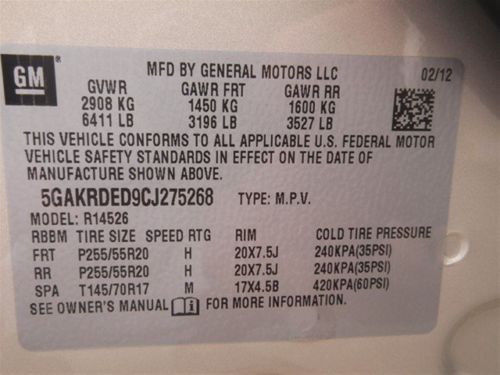 GM
MFD BY GENERAL MOTORS LLC 02/12
GVWR GAWR FRT GAWR RR
2908 KG 1450 KG 1600 KG
6411 LB 3196 LB 3527 LB
THIS VEHICLE CONFORMS TO ALL APPLICABLE U.S. FEDERAL MOTOR
VEHICLE SAFETY STANDARDS IN EFFECT ON THE DATE OF
MANUFACTURE SHOWN ABOVE.
5GAKRDED9CJ275268 TYPE: M.P.V.
MODEL: R14526
RBBM TIRE SIZE SPEED RTG RIM COLD TIRE PRESSURE
FRT P255/55R20 H 20X7.5J 240KPA(35PSI)
RR P255/55R20 H 20X7.5J 240KPA(35PSI)
SPA T145/70R17 M 17X4.5B 420KPA(60PSI)
SEE OWNER'S MANUAL i FOR MORE INFORMATION.